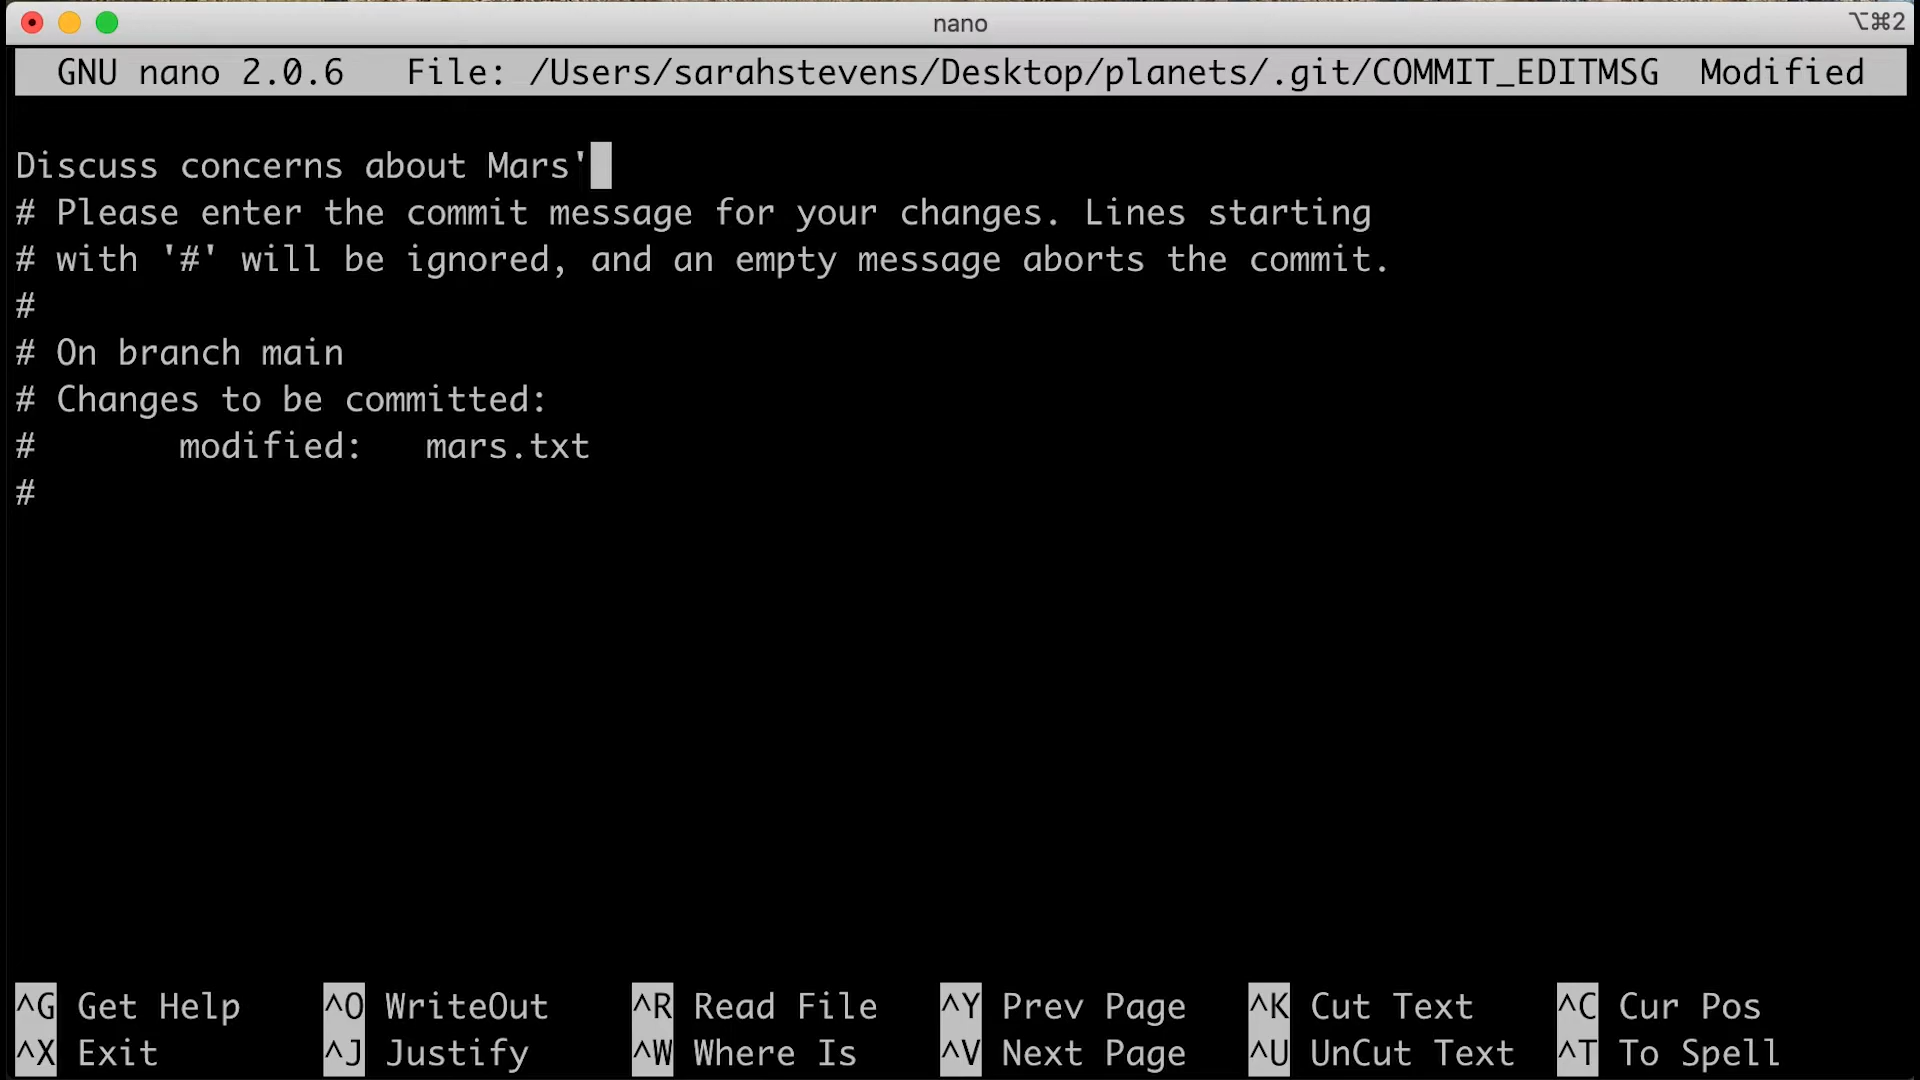 nano
⌥⌘2
GNU nano 2.0.6   File: /Users/sarahstevens/Desktop/planets/.git/COMMIT_EDITMSG  Modified
Discuss concerns about Mars'
# Please enter the commit message for your changes. Lines starting
# with '#' will be ignored, and an empty message aborts the commit.
#
# On branch main
# Changes to be committed:
#       modified:   mars.txt
#
^G Get Help    ^O WriteOut    ^R Read File   ^Y Prev Page   ^K Cut Text    ^C Cur Pos
^X Exit        ^J Justify     ^W Where Is    ^V Next Page   ^U UnCut Text  ^T To Spell